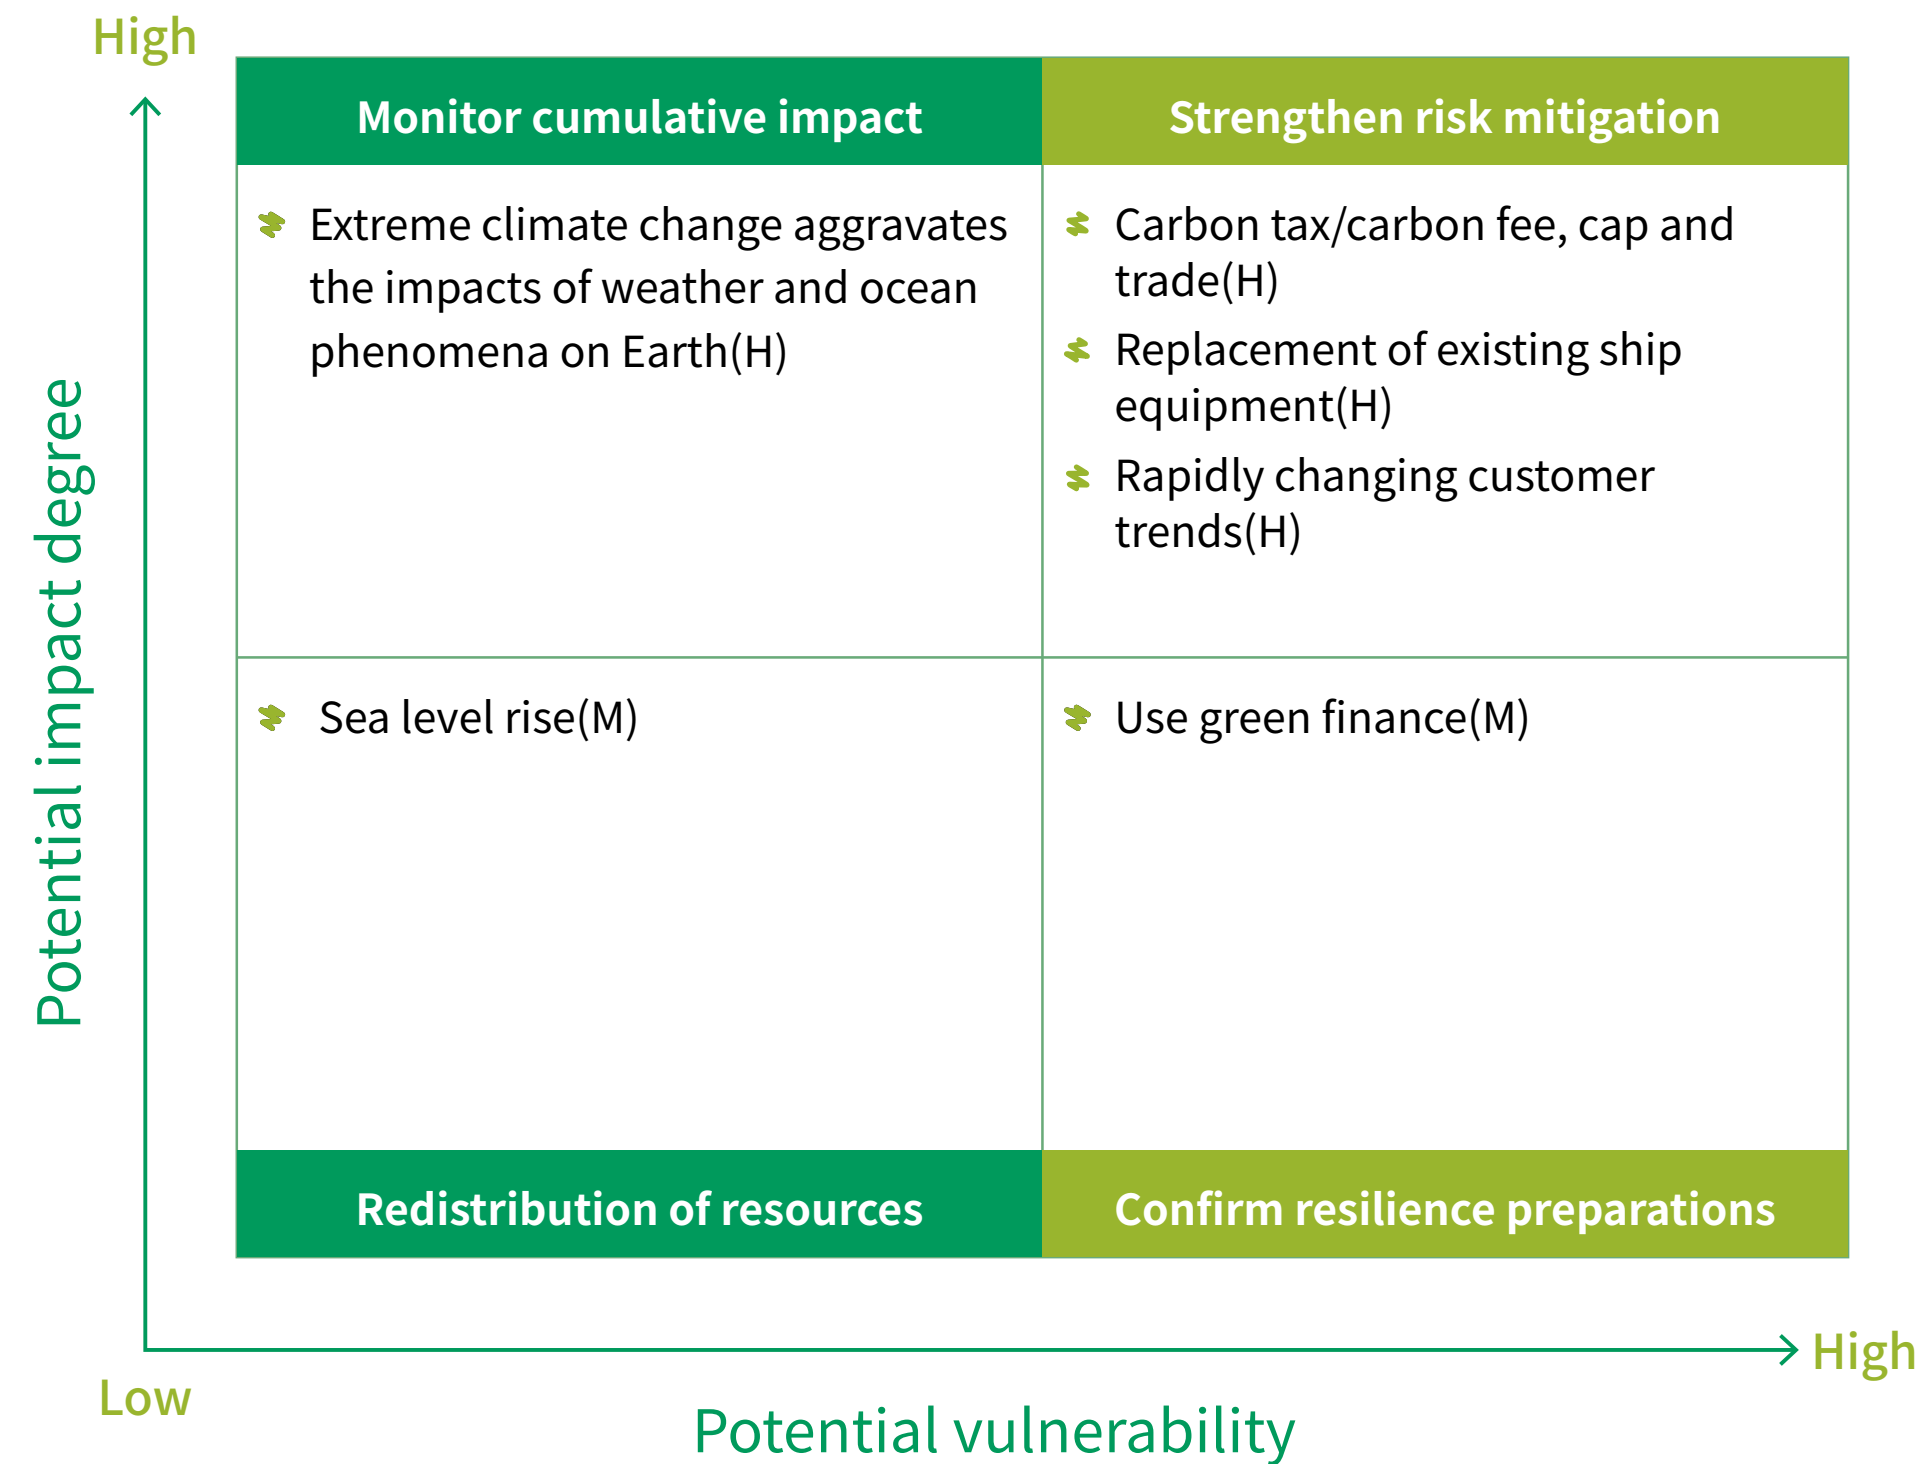 High
Monitor cumulative impact
Strengthen risk mitigation
Extreme climate change aggravates
the impacts of weather and ocean
phenomena on Earth(H)
Carbon tax/carbon fee, cap and
trade(H)
Replacement of existing ship
equipment(H)
Rapidly changing customer
trends(H)
Potential impact degree
Sea level rise(M)
Use green finance(M)
Redistribution of resources
Confirm resilience preparations
High
Low
Potential vulnerability